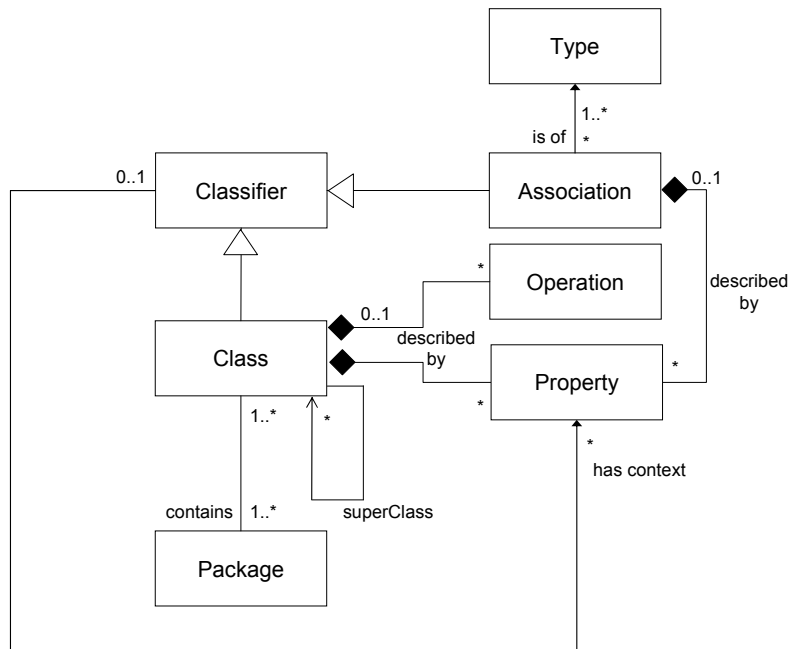 Type
1..*
is of
*
0..1
Classifier
Association
0..1
*
Operation
described
by
0..1
described
by
Class
Property
*
*
1..*
*
*
has context
contains
1..*
superClass
Package